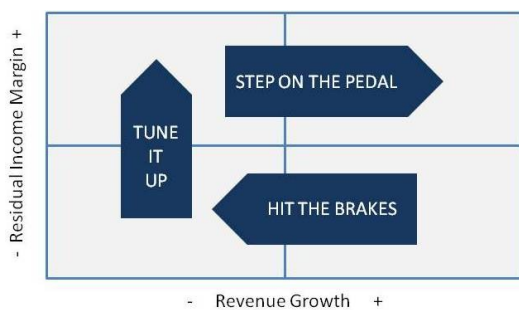 - Residual Income Margin +
STEP ON THE PEDAL
TUNE
IT
UP
HIT THE BRAKES
- Revenue Growth +